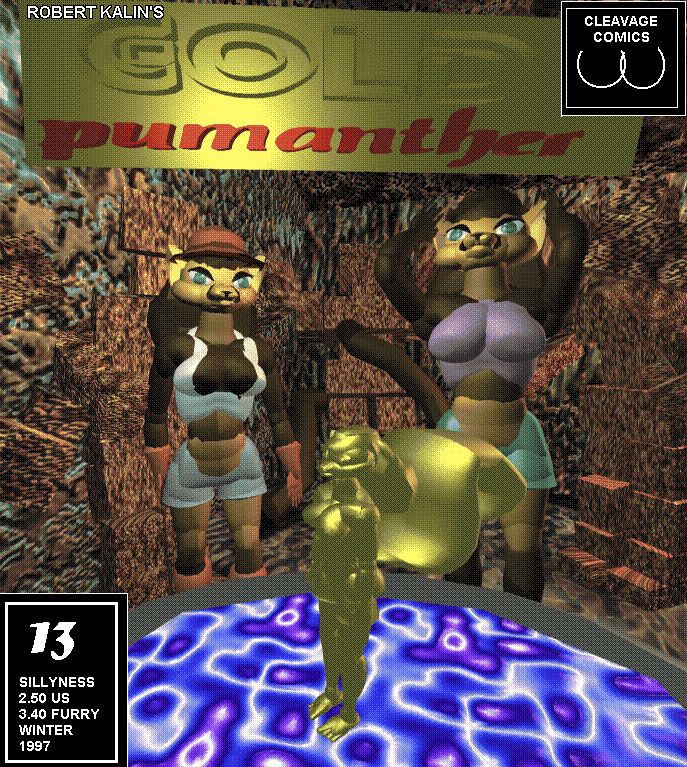 ROBERT KALIN'S
GOLD
pumanther
CLEAVAGE
COMICS
13
SILLYNESS
2.50 US
3.40 FURRY
WINTER
1997